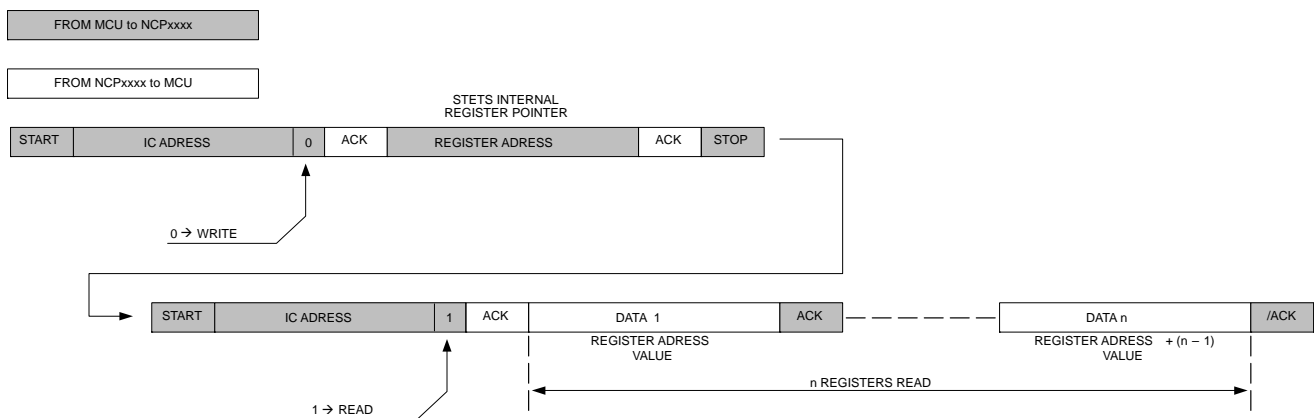 FROM MCU to NCPxxxx
FROM NCPxxxx to MCU
STETS INTERNAL
REGISTER POINTER
START IC ADRESS 0 ACK REGISTER ADRESS ACK STOP
0 → WRITE
START IC ADRESS 1 ACK DATA 1 ACK DATA n /ACK
REGISTER ADRESS REGISTER ADRESS + (n – 1)
VALUE VALUE
n REGISTERS READ
1 → READ